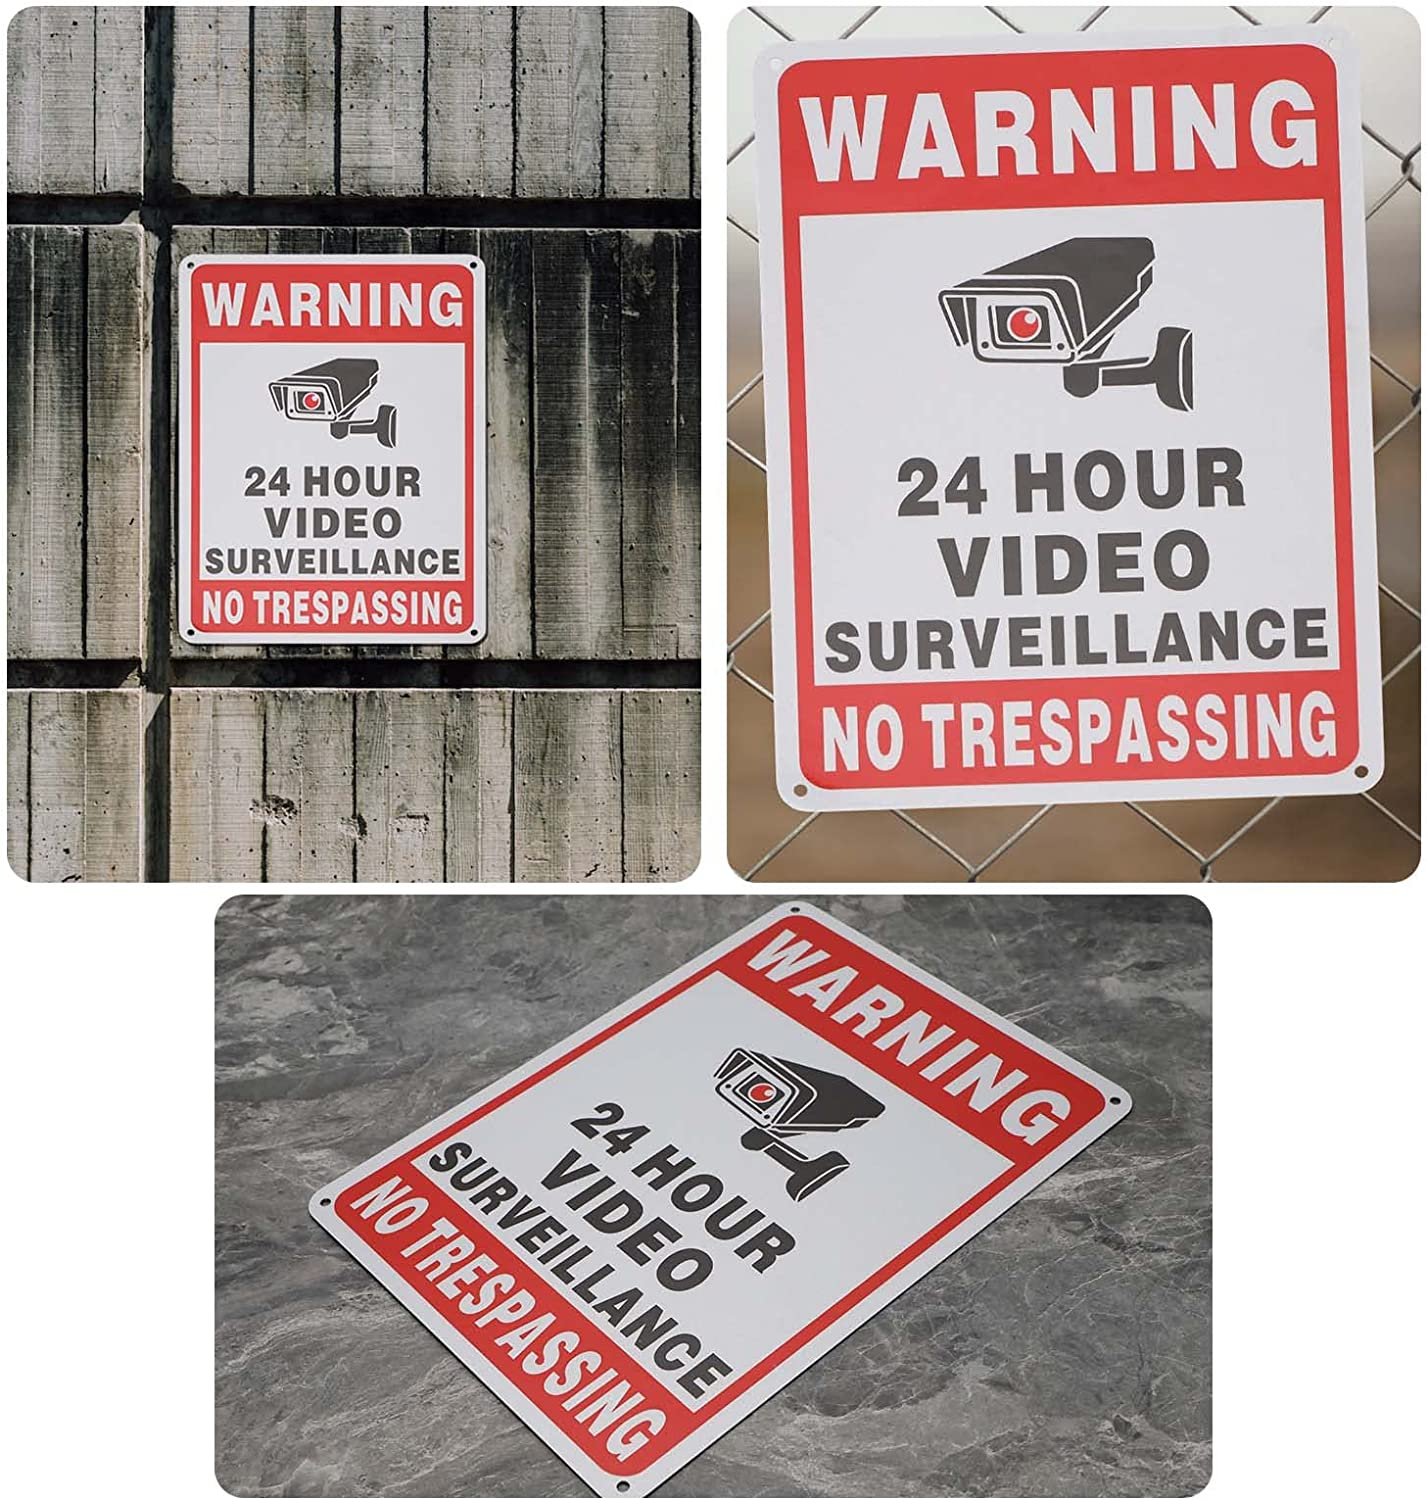 WARNING
24 HOUR
VIDEO
SURVEILLANCE
NO TRESPASSING
WARNING
24 HOUR
VIDEO
SURVEILLANCE
NO TRESPASSING
WARNING
24 HOUR
VIDEO
SURVEILLANCE
NO TRESPASSING